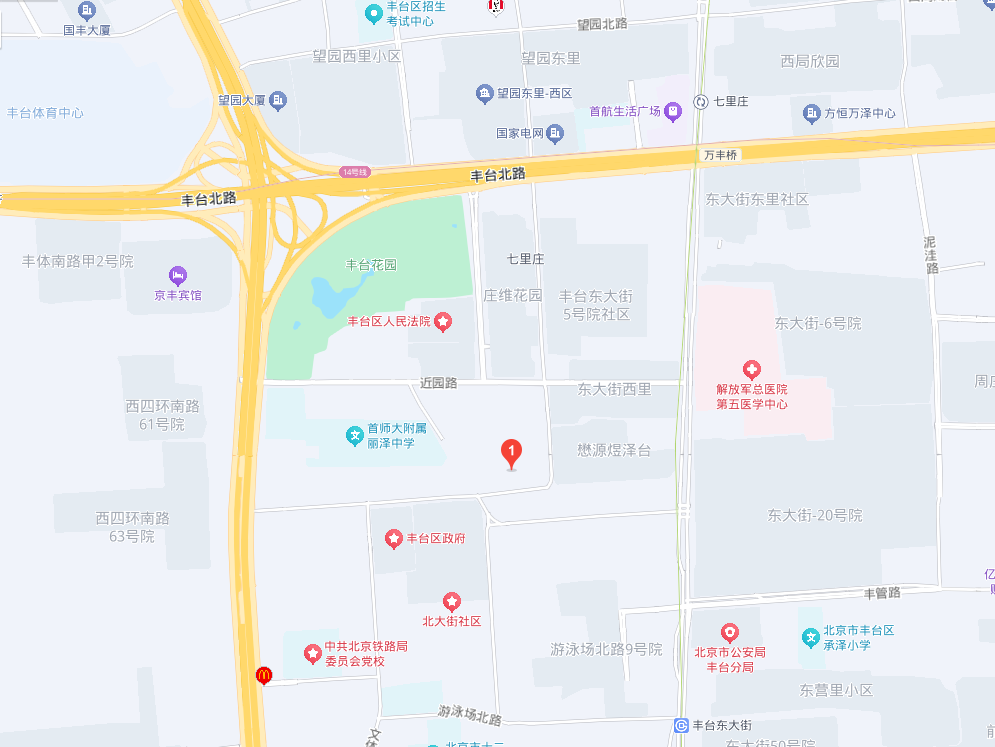 国丰大厦
丰台区招生
考试中心
望园北路
望园西里小区
望园东里
西局欣园
丰台体育中心
望园大厦
望园东里-西区
首航生活广场
七里庄
方恒万泽中心
国家电网
14号线
丰台北路
万丰桥
丰台北路
东大街东里社区
丰体南路甲2号院
京丰宾馆
丰台花园
七里庄
庄维花园
丰台东大街
5号院社区
泥洼路
丰台区人民法院
东大街-6号院
近园路
东大街西里
解放军总医院
第五医学中心
周庄
西四环南路
61号院
首师大附属
丽泽中学
1
懋源煜泽台
西四环南路
63号院
东大街-20号院
丰台区政府
丰管路
亿
北大街社区
中共北京铁路局
委员会党校
游泳场北路9号院
北京市公安局
丰台分局
北京市丰台区
承泽小学
东营里小区
游泳场北路
丰台东大街
文体
东大街50号院